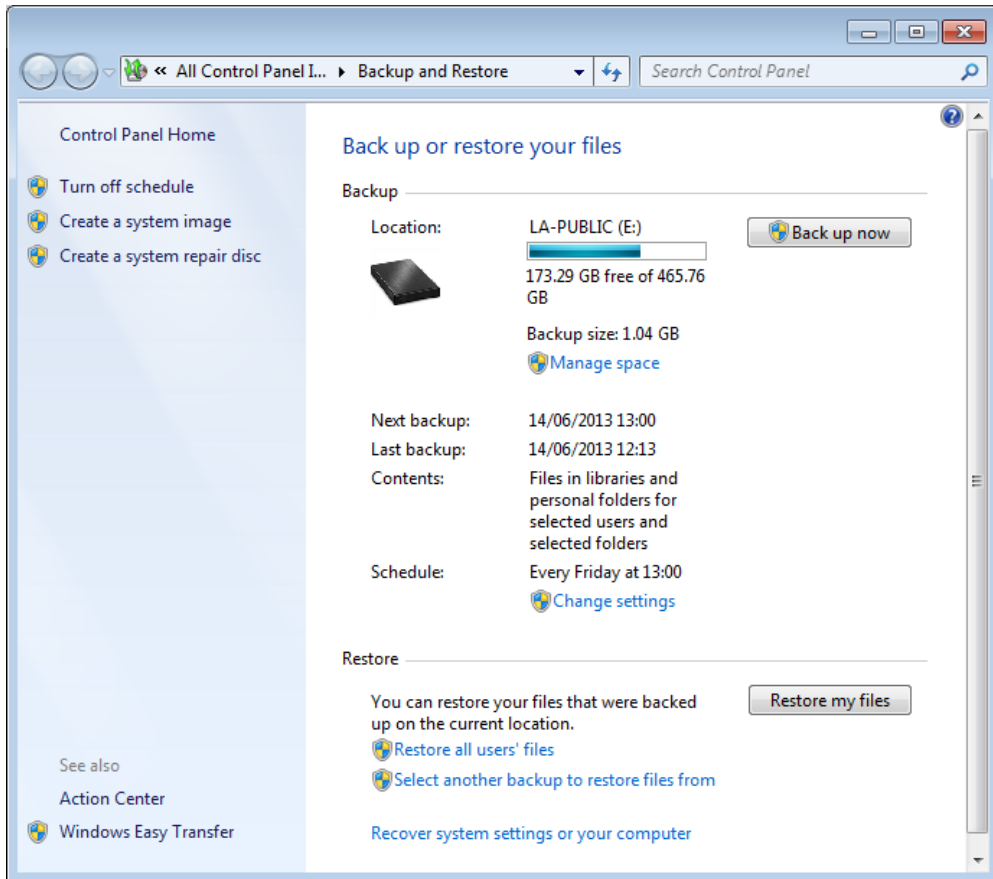 « All Control Panel I... Backup and Restore
Search Control Panel
Control Panel Home
Turn off schedule
Create a system image
Create a system repair disc
See also
Action Center
Windows Easy Transfer
Back up or restore your files
Backup
Location:
LA-PUBLIC (E:)
Back up now
173.29 GB free of 465.76
GB
Backup size: 1.04 GB
Manage space
Next backup: 14/06/2013 13:00
Last backup: 14/06/2013 12:13
Contents: Files in libraries and
personal folders for
selected users and
selected folders
Schedule: Every Friday at 13:00
Change settings
Restore
You can restore your files that were backed
up on the current location.
Restore my files
Restore all users' files
Select another backup to restore files from
Recover system settings or your computer